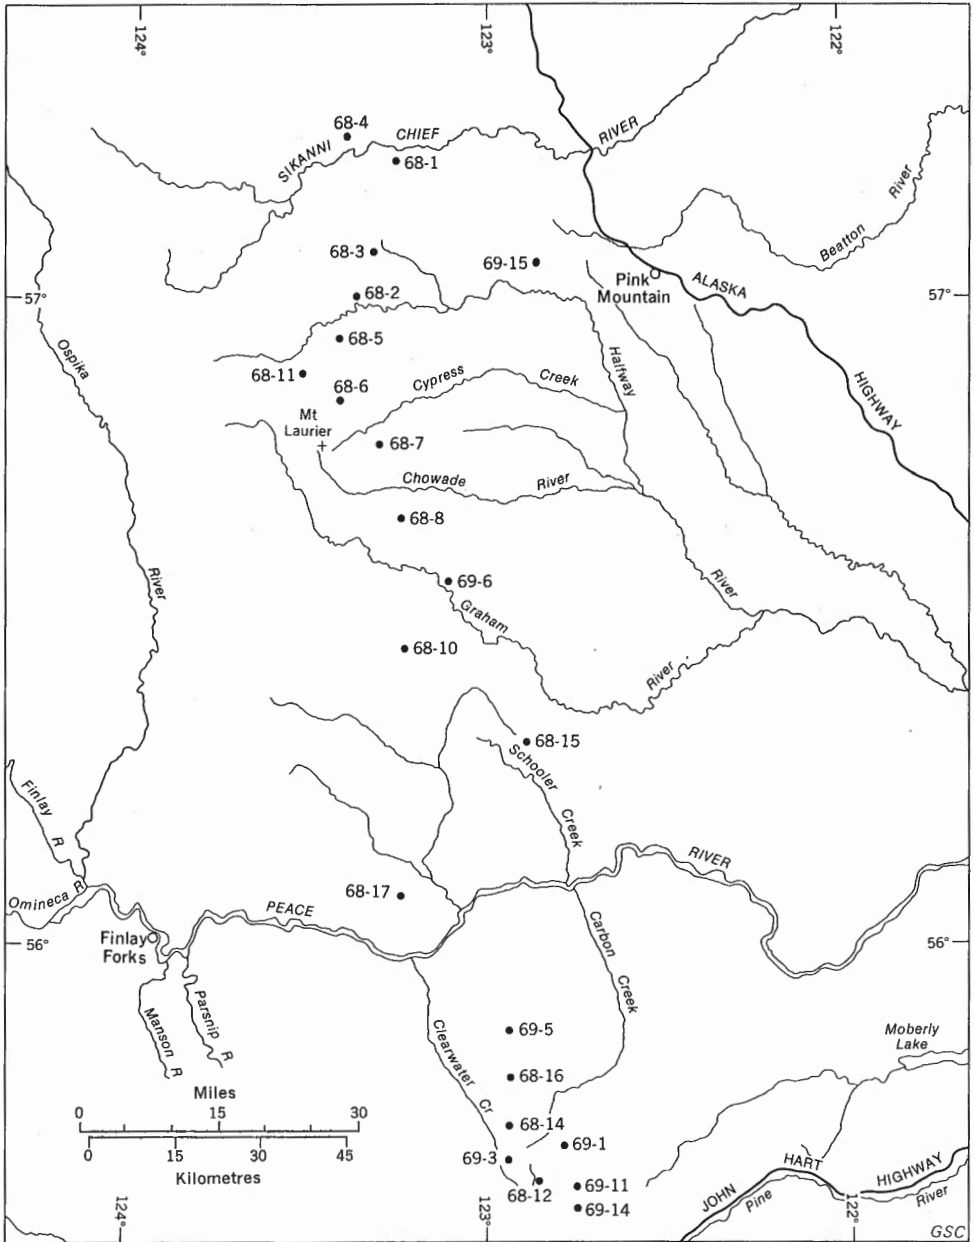 124°
123°
122°
68-4
SIKANNI CHIEF RIVER
68-1
Beatton River
68-3
69-15
Pink
Mountain
ALASKA HIGHWAY
57°
57°
68-2
68-5
Ospika River
68-11
68-6
Cypress Creek
Halfway River
Mt
Laurier
68-7
Chowade River
68-8
69-6
Graham River
68-10
68-15
Schooler Creek
Finlay R
Omineca R
68-17
PEACE RIVER
56°
56°
Finlay
Forks
Carbon Creek
Manson R
Parsnip R
Clearwater Cr
69-5
Moberly
Lake
68-16
68-14
69-1
69-3
68-12
69-11
69-14
JOHN HART HIGHWAY
Pine River
Miles
0 15 30
0 15 30 45
Kilometres
124°
123°
122°
GSC